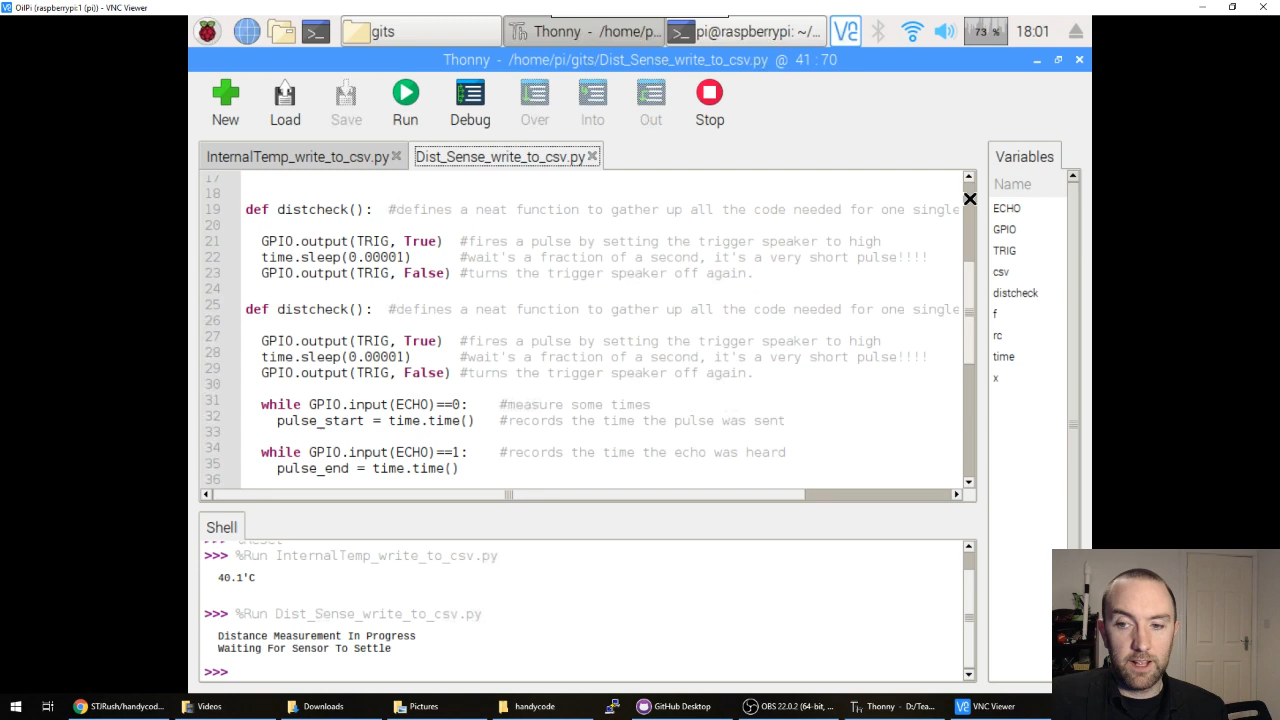 OilPi (raspberrypi:1 (pi)) - VNC Viewer
gits
Thonny - /home/p...
pi@raspberrypi: ~/...
73 %
18:01
Thonny - /home/pi/gits/Dist_Sense_write_to_csv.py @ 41 : 70
New
Load
Save
Run
Debug
Over
Into
Out
Stop
InternalTemp_write_to_csv.py
Dist_Sense_write_to_csv.py
Variables
Name
ECHO
GPIO
TRIG
csv
distcheck
f
rc
time
x
17
18
19 def distcheck(): #defines a neat function to gather up all the code needed for one single
20
21 GPIO.output(TRIG, True) #fires a pulse by setting the trigger speaker to high
22 time.sleep(0.00001) #wait's a fraction of a second, it's a very short pulse!!!!
23 GPIO.output(TRIG, False) #turns the trigger speaker off again.
24
25 def distcheck(): #defines a neat function to gather up all the code needed for one single
26
27 GPIO.output(TRIG, True) #fires a pulse by setting the trigger speaker to high
28 time.sleep(0.00001) #wait's a fraction of a second, it's a very short pulse!!!!
29 GPIO.output(TRIG, False) #turns the trigger speaker off again.
30
31 while GPIO.input(ECHO)==0: #measure some times
32 pulse_start = time.time() #records the time the pulse was sent
33
34 while GPIO.input(ECHO)==1: #records the time the echo was heard
35 pulse_end = time.time()
36
Shell
>>> %Run InternalTemp_write_to_csv.py
40.1'C
>>> %Run Dist_Sense_write_to_csv.py
Distance Measurement In Progress
Waiting For Sensor To Settle
>>>
STJRush/handycod...
Videos
Downloads
Pictures
handycode
GitHub Desktop
OBS 22.0.2 (64-bit, ...
Thonny - D:/Tea...
VNC Viewer